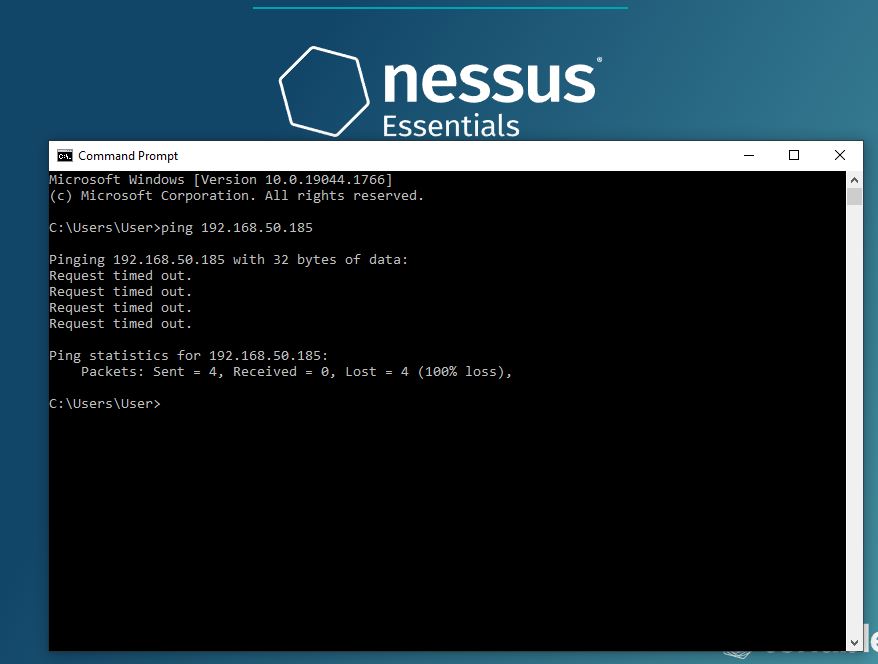 nessus®
Essentials
Command Prompt
Microsoft Windows [Version 10.0.19044.1766]
(c) Microsoft Corporation. All rights reserved.
C:\Users\User>ping 192.168.50.185
Pinging 192.168.50.185 with 32 bytes of data:
Request timed out.
Request timed out.
Request timed out.
Request timed out.
Ping statistics for 192.168.50.185:
    Packets: Sent = 4, Received = 0, Lost = 4 (100% loss),
C:\Users\User>